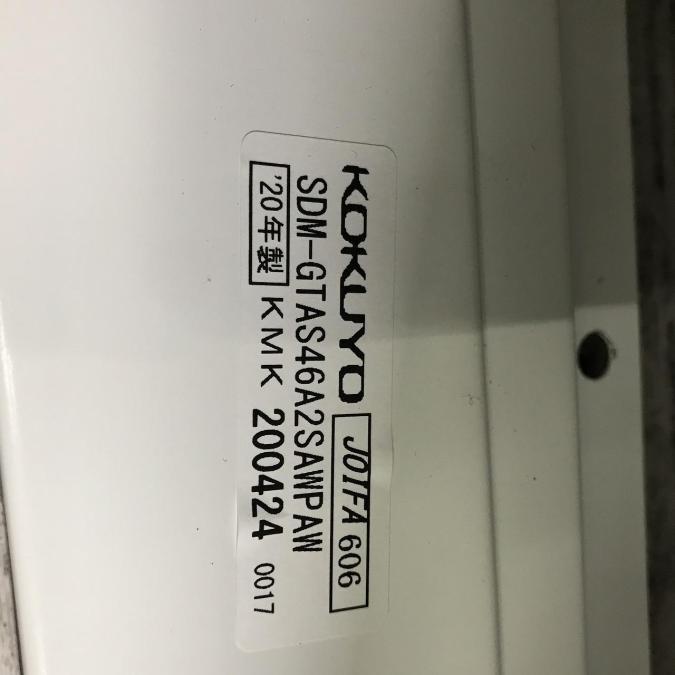 KOKUYO JOIFA 606
SDM-GTAS46A2SAWPAW
'20年製 KMK 200424 0017